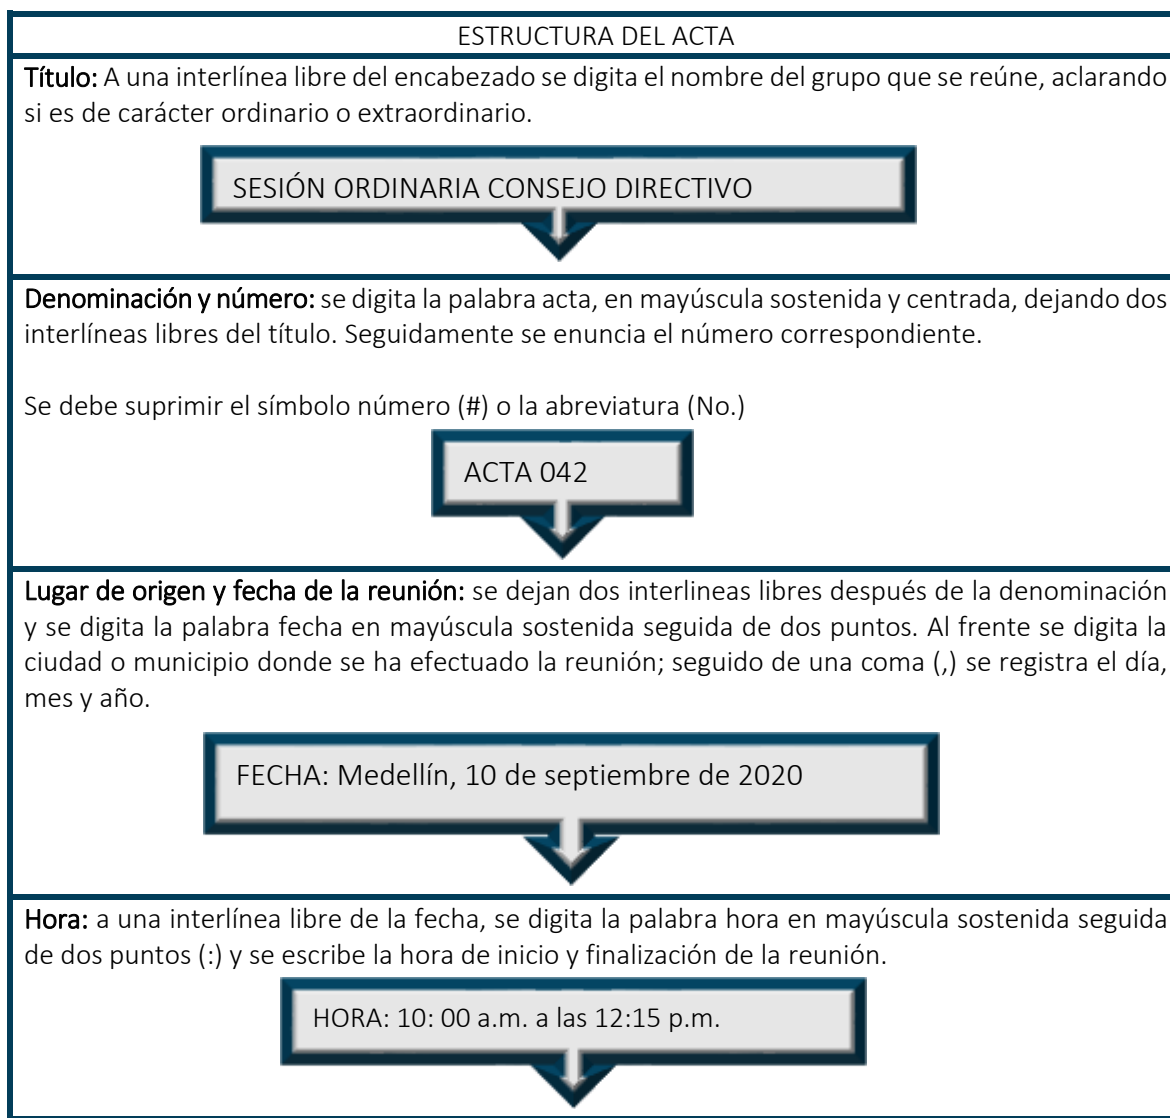 ESTRUCTURA DEL ACTA
Título: A una interlínea libre del encabezado se digita el nombre del grupo que se reúne, aclarando
si es de carácter ordinario o extraordinario.
SESIÓN ORDINARIA CONSEJO DIRECTIVO
Denominación y número: se digita la palabra acta, en mayúscula sostenida y centrada, dejando dos
interlíneas libres del título. Seguidamente se enuncia el número correspondiente.
Se debe suprimir el símbolo número (#) o la abreviatura (No.)
ACTA 042
Lugar de origen y fecha de la reunión: se dejan dos interlineas libres después de la denominación
y se digita la palabra fecha en mayúscula sostenida seguida de dos puntos. Al frente se digita la
ciudad o municipio donde se ha efectuado la reunión; seguido de una coma (,) se registra el día,
mes y año.
FECHA: Medellín, 10 de septiembre de 2020
Hora: a una interlínea libre de la fecha, se digita la palabra hora en mayúscula sostenida seguida
de dos puntos (:) y se escribe la hora de inicio y finalización de la reunión.
HORA: 10: 00 a.m. a las 12:15 p.m.